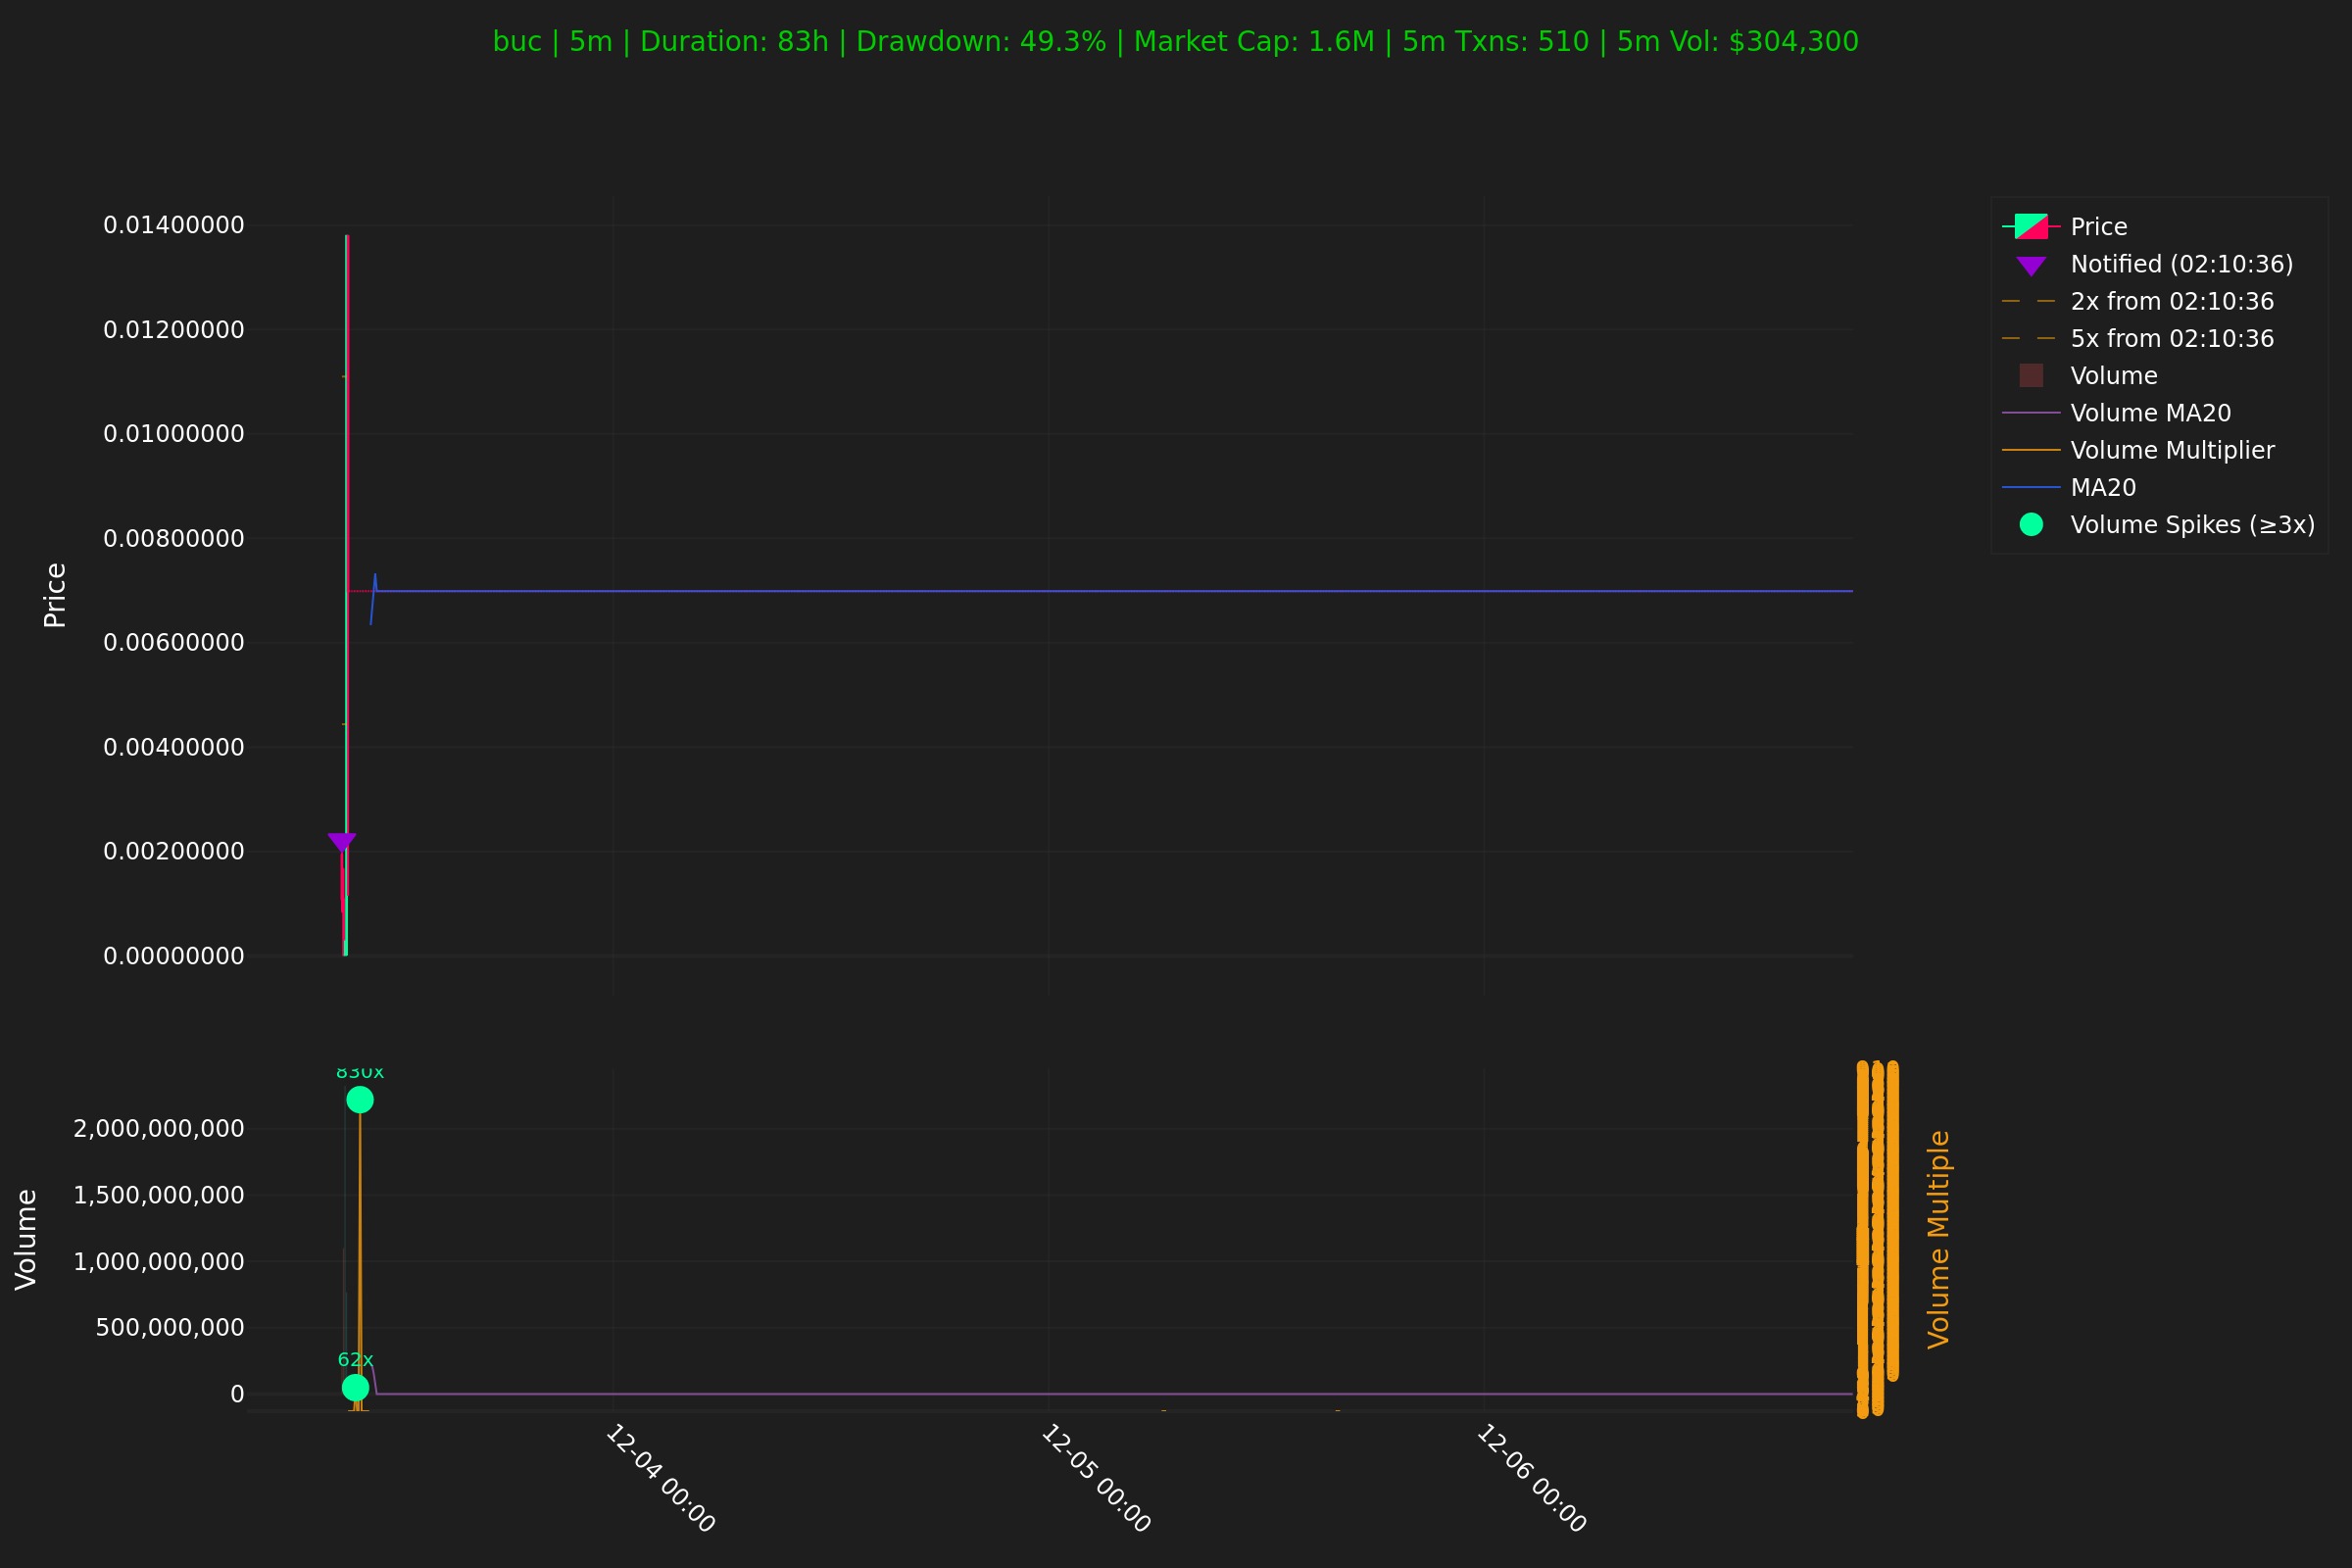 buc | 5m | Duration: 83h | Drawdown: 49.3% | Market Cap: 1.6M | 5m Txns: 510 | 5m Vol: $304,300
Price
0.01400000
0.01200000
0.01000000
0.00800000
0.00600000
0.00400000
0.00200000
0.00000000
Price
Notified (02:10:36)
2x from 02:10:36
5x from 02:10:36
Volume
Volume MA20
Volume Multiplier
MA20
Volume Spikes (≥3x)
Volume
2,000,000,000
1,500,000,000
1,000,000,000
500,000,000
0
830x
62x
Volume Multiple
12-04 00:00
12-05 00:00
12-06 00:00